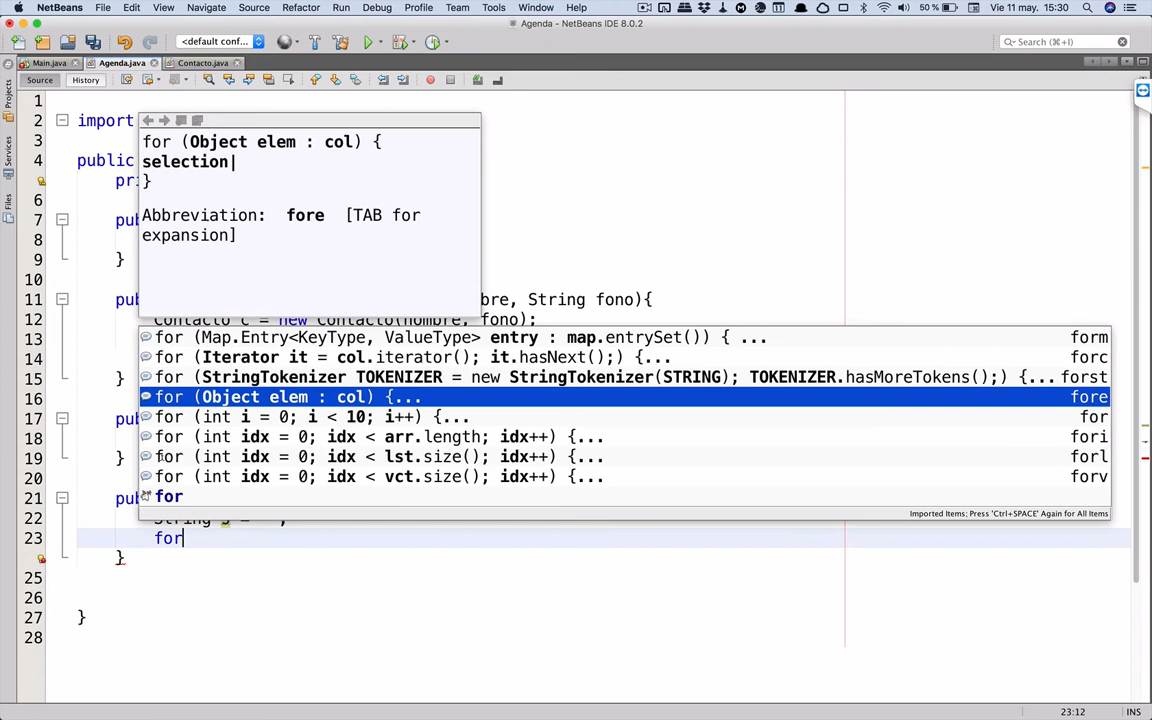 NetBeans File Edit View Navigate Source Refactor Run Debug Profile Team Tools Window Help 50 % Vie 11 may. 15:30
Agenda - NetBeans IDE 8.0.2
<default conf... Search (⌘+I)
Main.java Agenda.java Contacto.java
Source History
Projects
Services
Files
1
2 import
3
4 public
pri
6
7 pub
8
9 }
10
11 pub bre, String fono){
12 Contacto c = new Contacto(nombre, fono);
13
14
15 }
16
17 pub
18
19 }
20
21 pub
22 String s = "";
23 for
}
25
26
27 }
28
for (Object elem : col) {
selection|
}
Abbreviation: fore [TAB for
expansion]
for (Map.Entry<KeyType, ValueType> entry : map.entrySet()) { ... form
for (Iterator it = col.iterator(); it.hasNext();) {... forc
for (StringTokenizer TOKENIZER = new StringTokenizer(STRING); TOKENIZER.hasMoreTokens();) {... forst
for (Object elem : col) {... fore
for (int i = 0; i < 10; i++) {... for
for (int idx = 0; idx < arr.length; idx++) {... fori
for (int idx = 0; idx < lst.size(); idx++) {... forl
for (int idx = 0; idx < vct.size(); idx++) {... forv
for
Imported Items; Press 'Ctrl+SPACE' Again for All Items
23:12 INS